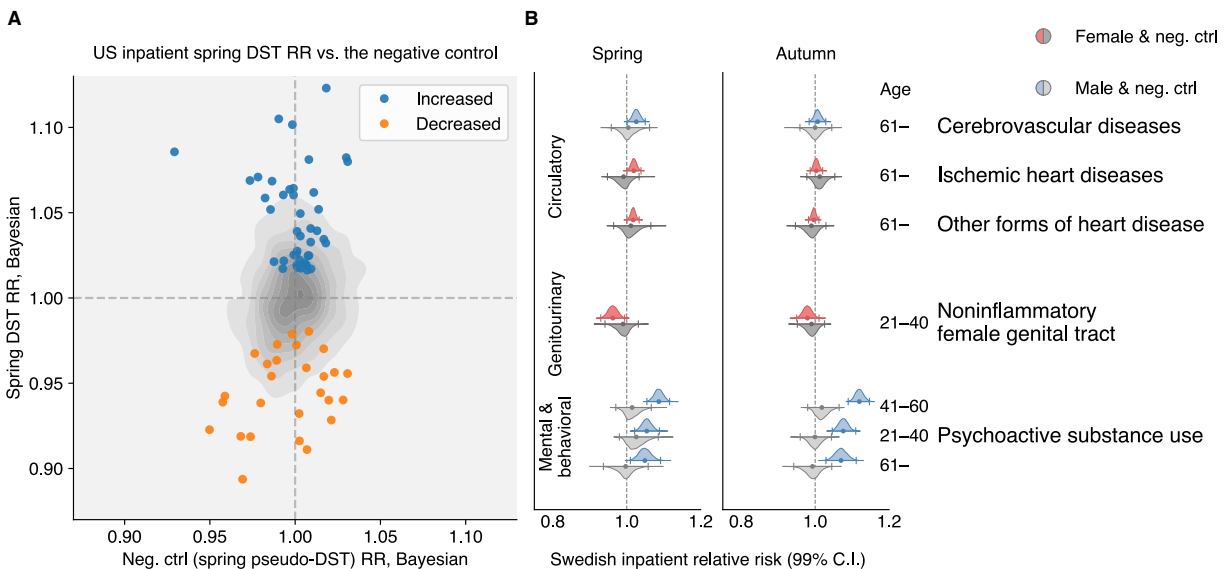 A
US inpatient spring DST RR vs. the negative control
Increased
Decreased
1.10
1.05
1.00
0.95
0.90
Spring DST RR, Bayesian
0.90
0.95
1.00
1.05
1.10
Neg. ctrl (spring pseudo-DST) RR, Bayesian
B
Female & neg. ctrl
Male & neg. ctrl
Spring
Autumn
Age
Circulatory
61–
Cerebrovascular diseases
61–
Ischemic heart diseases
61–
Other forms of heart disease
Genitourinary
21–40
Noninflammatory
female genital tract
Mental &
behavioral
41–60
21–40
Psychoactive substance use
61–
0.8
1.0
1.2
0.8
1.0
1.2
Swedish inpatient relative risk (99% C.I.)